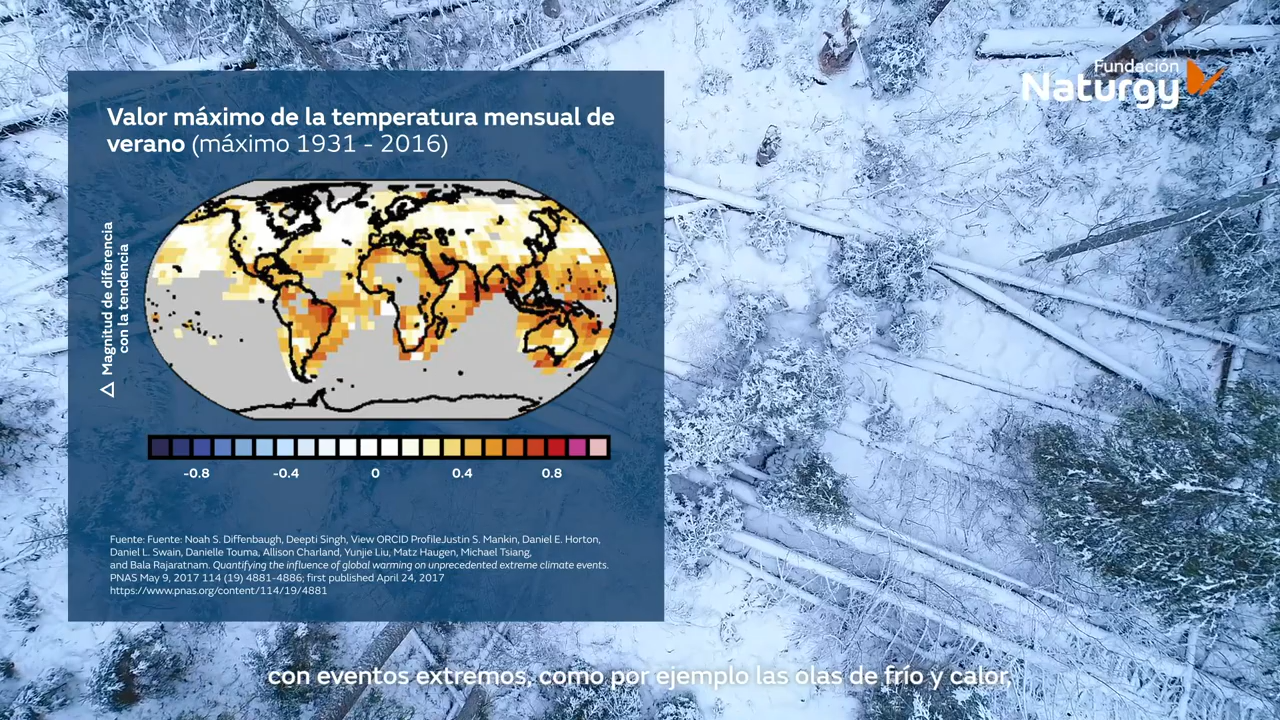 Fundación
Naturgy
Valor máximo de la temperatura mensual de
verano (máximo 1931 - 2016)
△ Magnitud de diferencia
con la tendencia
-0.8 -0.4 0 0.4 0.8
Fuente: Fuente: Noah S. Diffenbaugh, Deepti Singh, View ORCID ProfileJustin S. Mankin, Daniel E. Horton,
Daniel L. Swain, Danielle Touma, Allison Charland, Yunjie Liu, Matz Haugen, Michael Tsiang,
and Bala Rajaratnam. Quantifying the influence of global warming on unprecedented extreme climate events.
PNAS May 9, 2017 114 (19) 4881-4886; first published April 24, 2017
https://www.pnas.org/content/114/19/4881
con eventos extremos, como por ejemplo las olas de frío y calor,